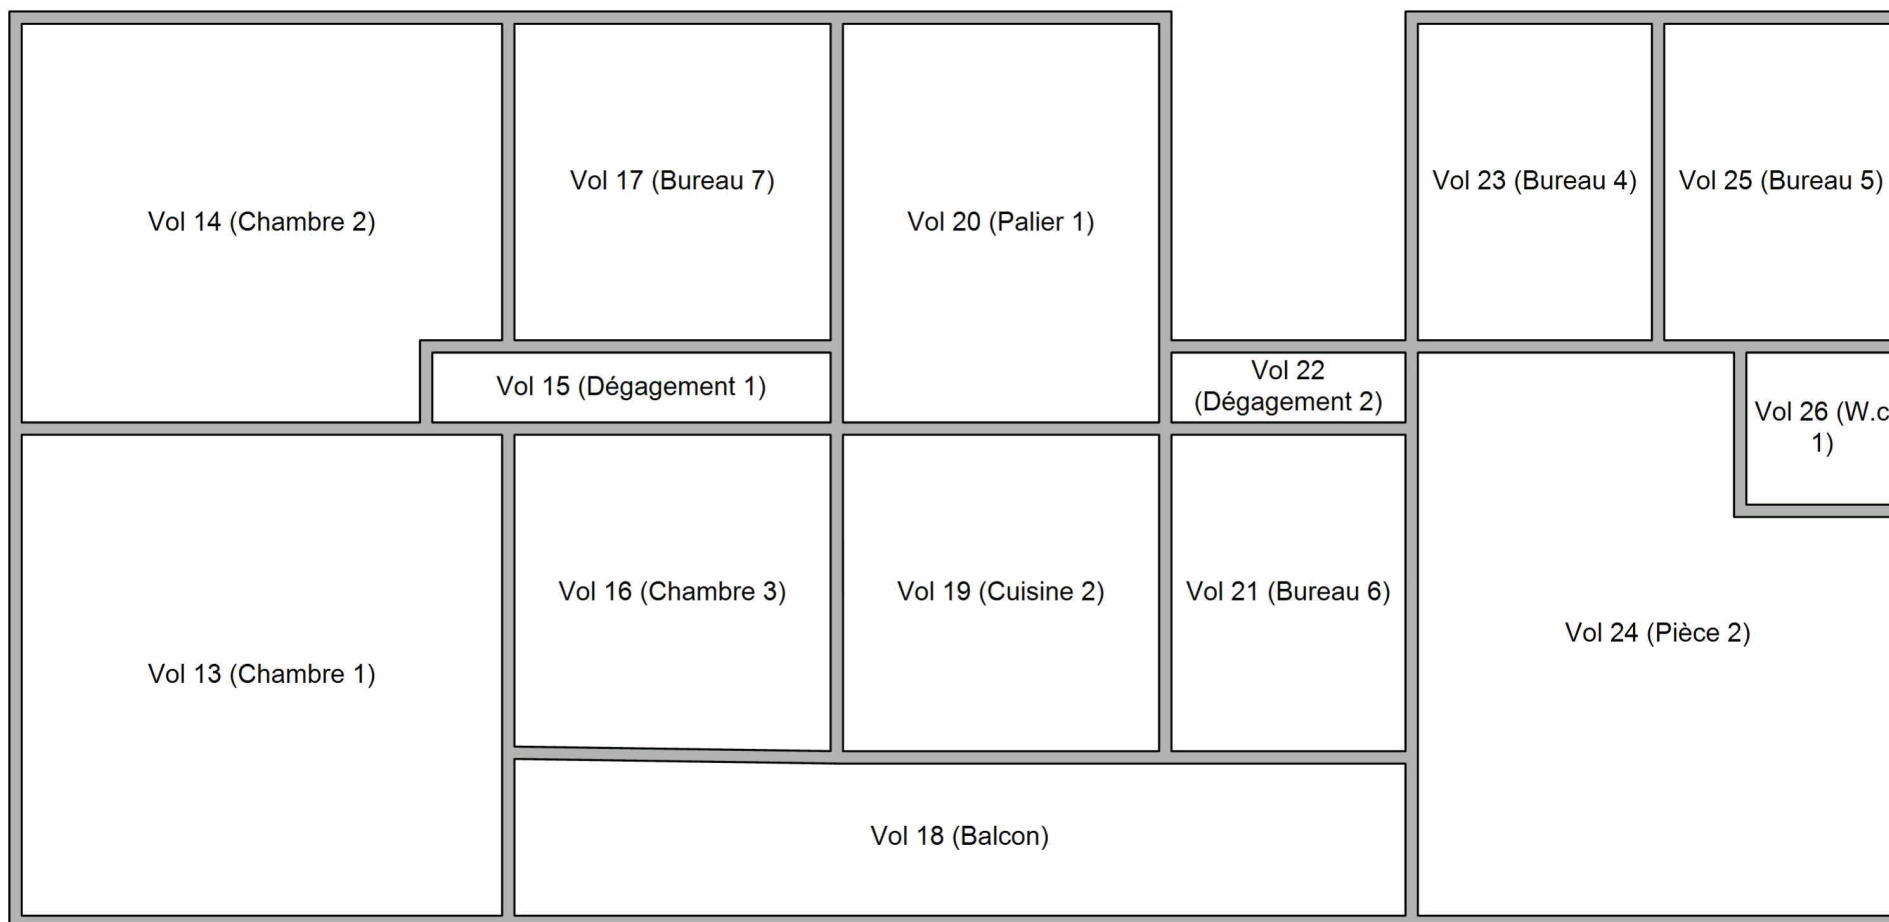 Vol 17 (Bureau 7)
Vol 23 (Bureau 4)
Vol 25 (Bureau 5)
Vol 14 (Chambre 2)
Vol 20 (Palier 1)
Vol 15 (Dégagement 1)
Vol 22
(Dégagement 2)
Vol 26 (W.c
1)
Vol 16 (Chambre 3)
Vol 19 (Cuisine 2)
Vol 21 (Bureau 6)
Vol 24 (Pièce 2)
Vol 13 (Chambre 1)
Vol 18 (Balcon)